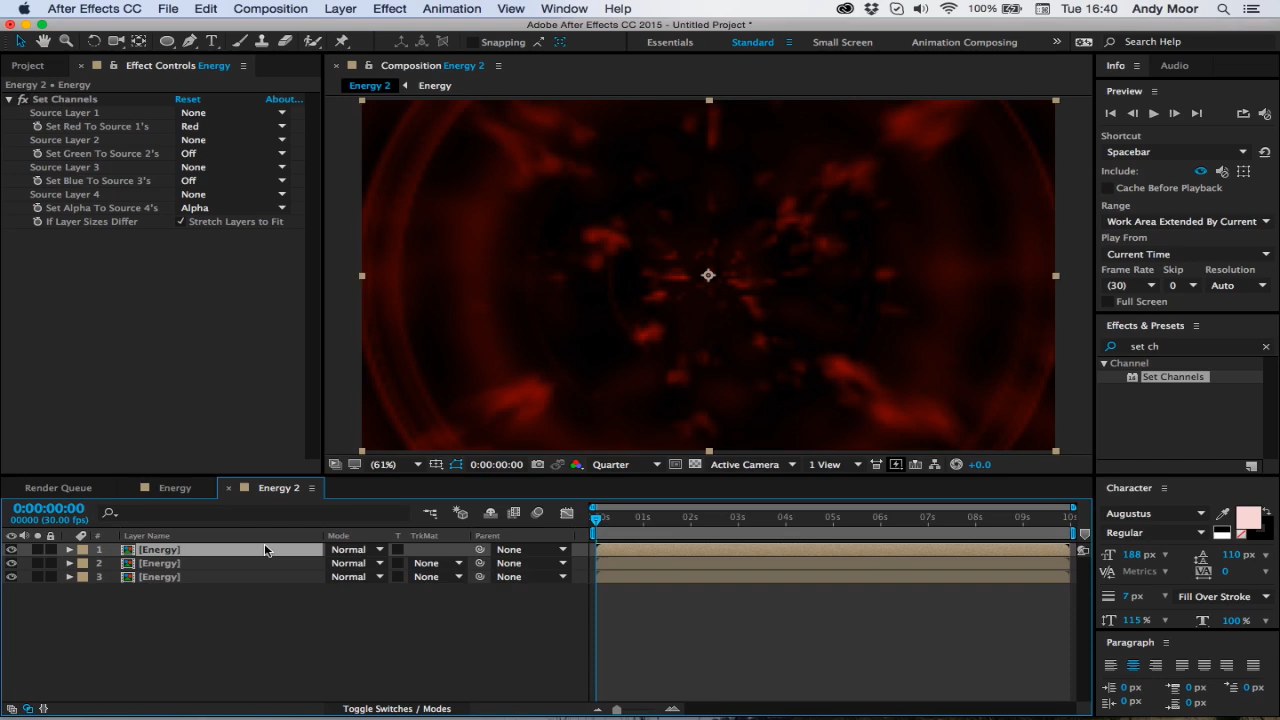 After Effects CC File Edit Composition Layer Effect Animation View Window Help 100% Tue 16:40 Andy Moor
Adobe After Effects CC 2015 - Untitled Project *
Snapping Essentials Standard Small Screen Animation Composing Search Help
Project Effect Controls Energy
Energy 2 • Energy
fx Set Channels Reset About...
Source Layer 1 None
Set Red To Source 1's Red
Source Layer 2 None
Set Green To Source 2's Off
Source Layer 3 None
Set Blue To Source 3's Off
Source Layer 4 None
Set Alpha To Source 4's Alpha
If Layer Sizes Differ Stretch Layers to Fit
Composition Energy 2
Energy 2 Energy
(61%) 0:00:00:00 Quarter Active Camera 1 View +0.0
Info Audio
Preview
Shortcut
Spacebar
Include:
Cache Before Playback
Range
Work Area Extended By Current
Play From
Current Time
Frame Rate Skip Resolution
(30) 0 Auto
Full Screen
Effects & Presets
set ch
Channel
Set Channels
Render Queue Energy Energy 2
0:00:00:00
00000 (30.00 fps)
# Layer Name Mode T TrkMat Parent
1 [Energy] Normal None
2 [Energy] Normal None None
3 [Energy] Normal None None
00s 01s 02s 03s 04s 05s 06s 07s 08s 09s 10s
Toggle Switches / Modes
Character
Augustus
Regular
188 px 110 px
Metrics 0
7 px Fill Over Stroke
115 % 100 %
Paragraph
0 px 0 px 0 px
0 px 0 px